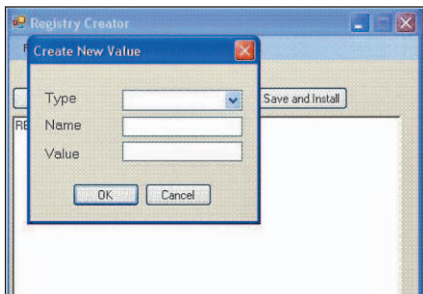 Registry Creator
Create New Value
Type
Save and Install
Name
RE
Value
OK
Cancel